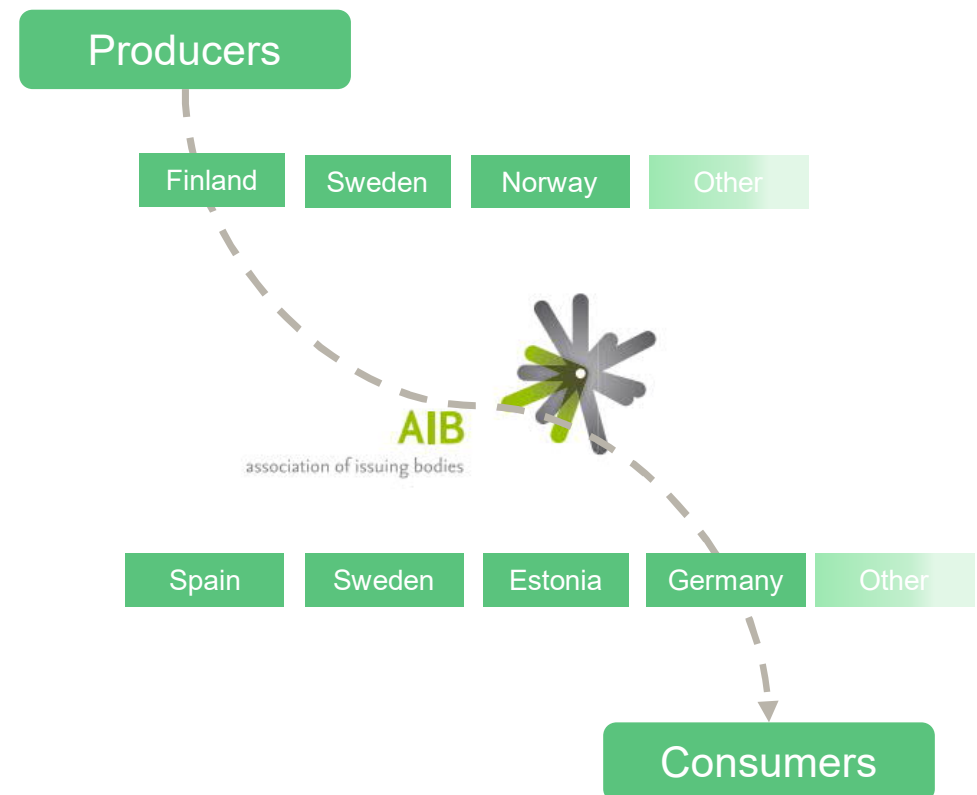 Producers
Finland
Sweden
Norway
Other
AIB
association of issuing bodies
Spain
Sweden
Estonia
Germany
Other
Consumers